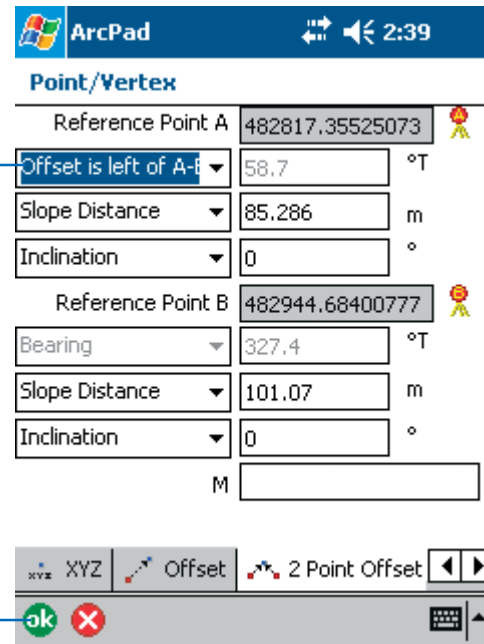 ArcPad 2:39
Point/Vertex
Reference Point A 482817.35525073 A
Offset is left of A-B 58.7 °T
Slope Distance 85.286 m
Inclination 0 °
Reference Point B 482944.68400777 B
Bearing 327.4 °T
Slope Distance 101.07 m
Inclination 0 °
M
XYZ XYZ Offset 2 Point Offset
ok